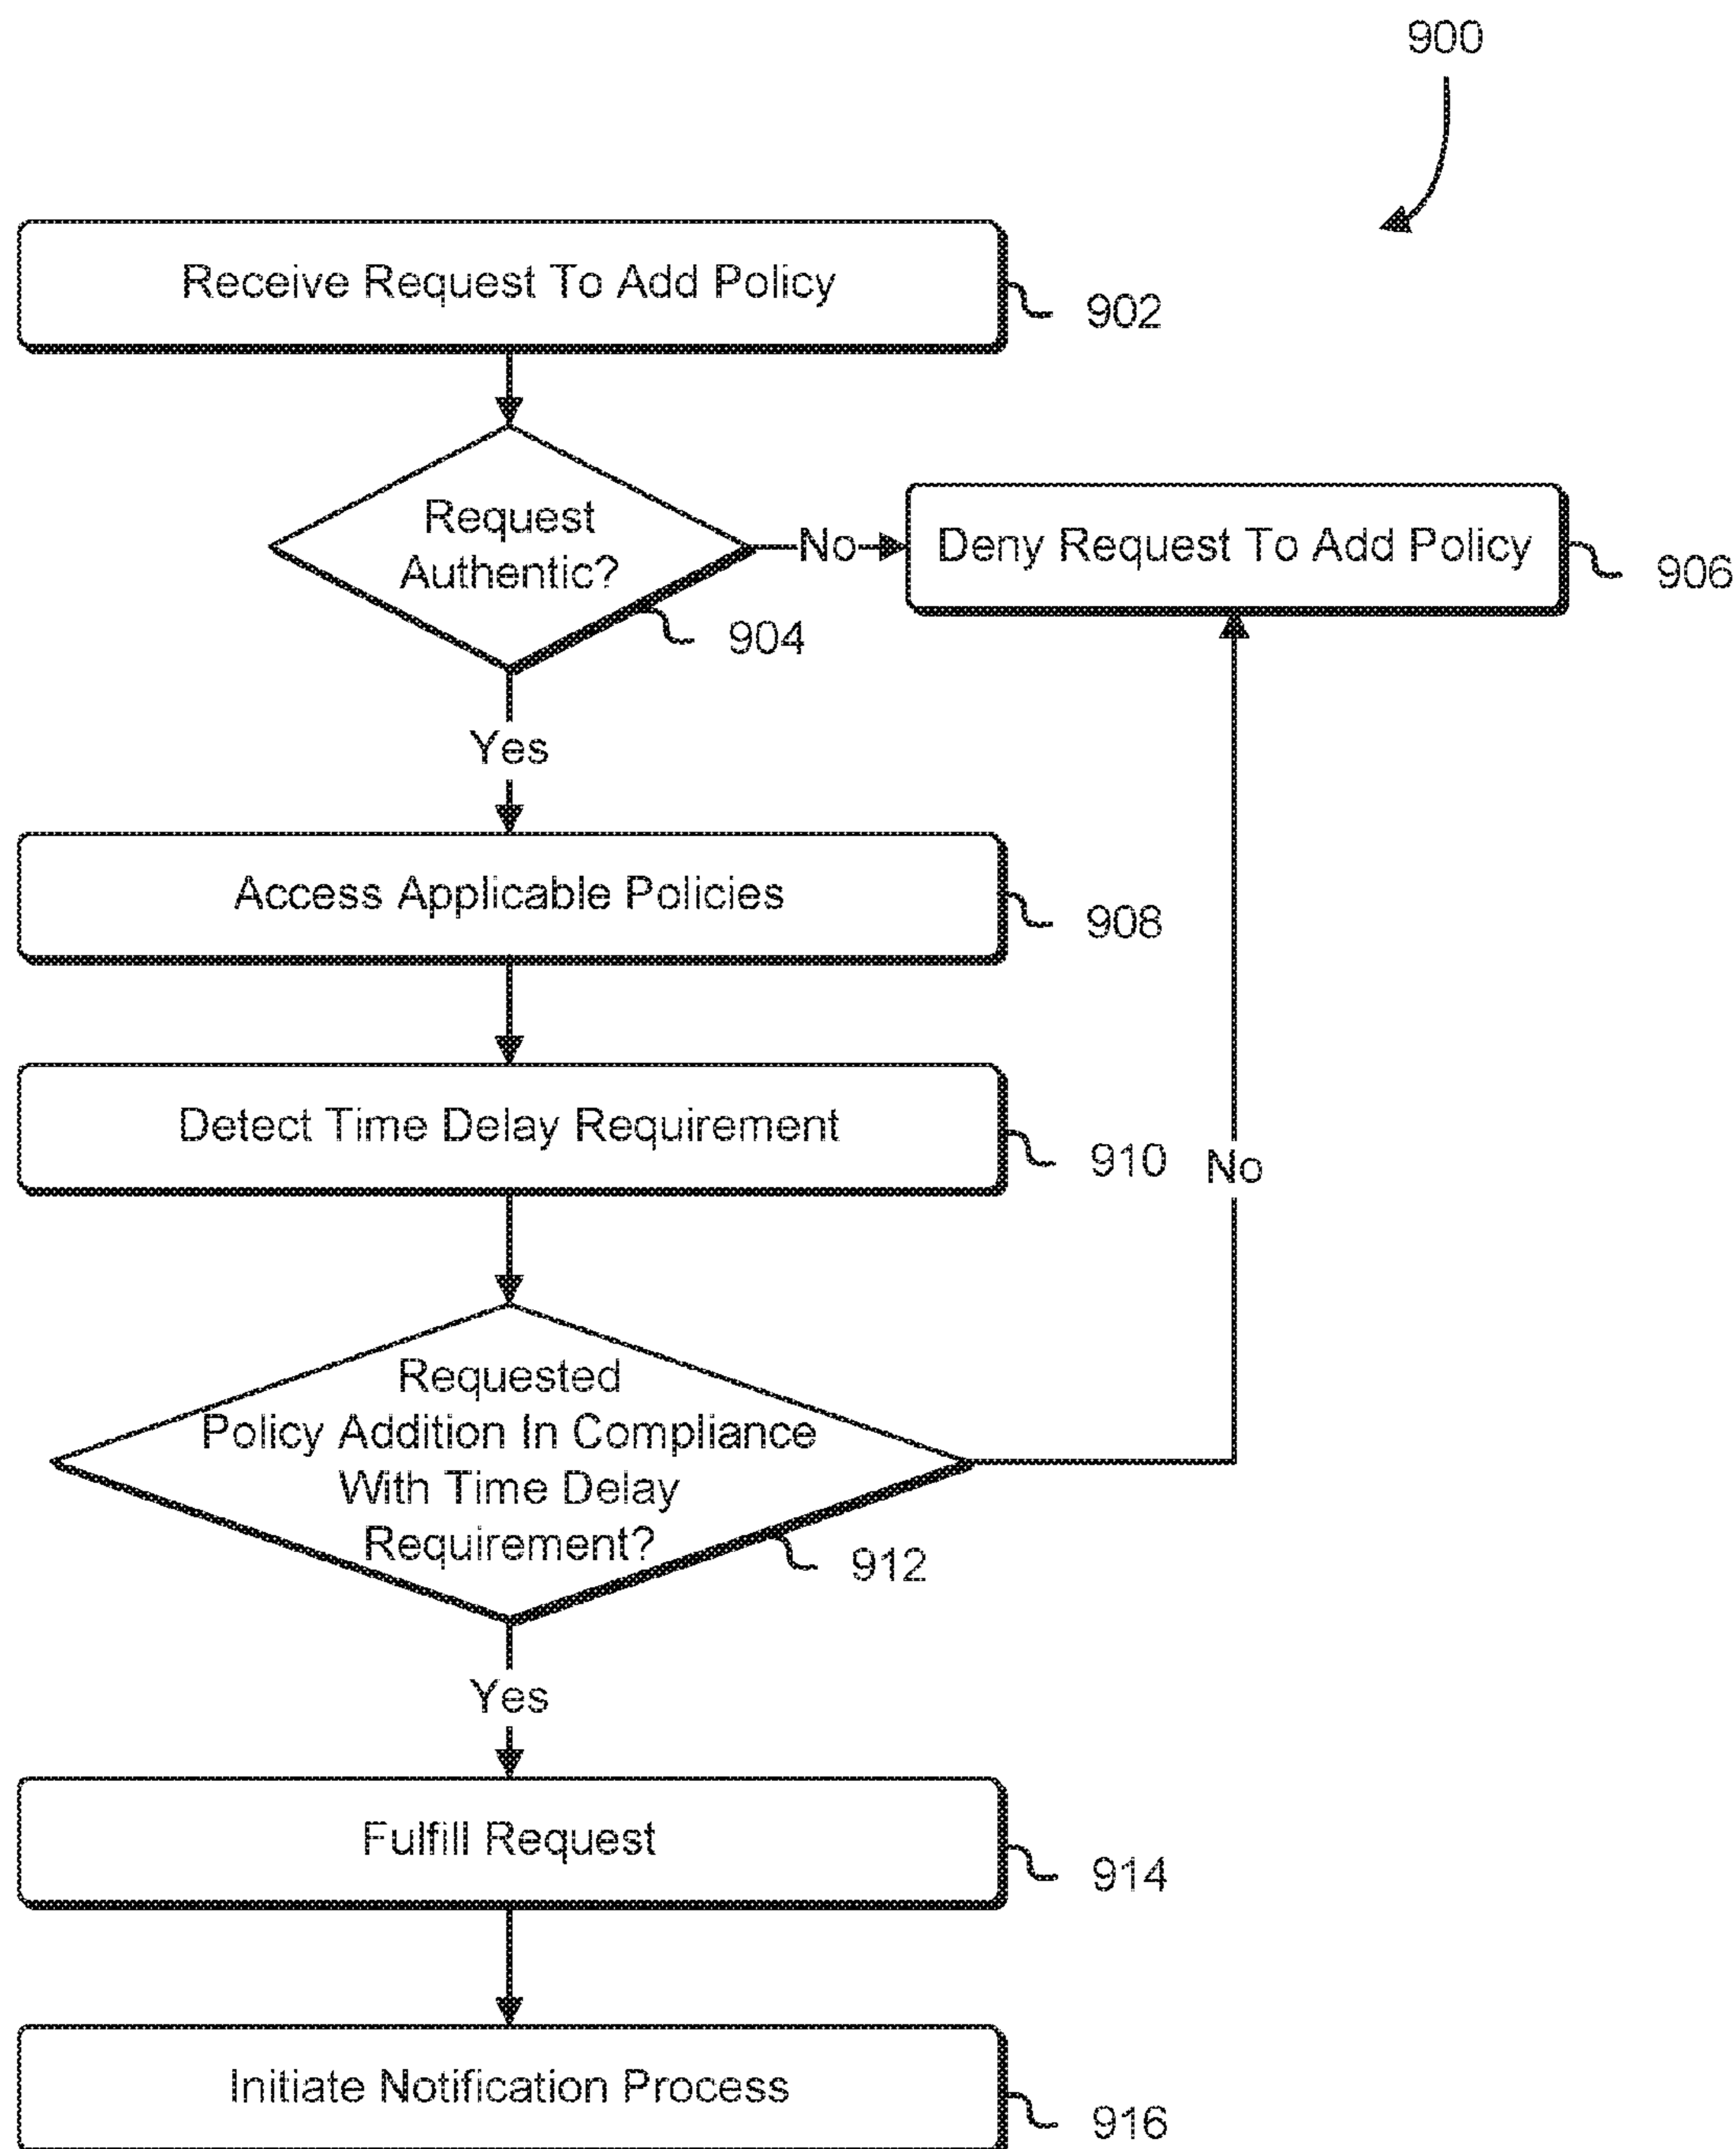 900
Receive Request To Add Policy
902
Request
Authentic?
904
No
Deny Request To Add Policy
906
Yes
Access Applicable Policies
908
Detect Time Delay Requirement
910
No
Requested
Policy Addition In Compliance
With Time Delay
Requirement?
912
Yes
Fulfill Request
914
Initiate Notification Process
916